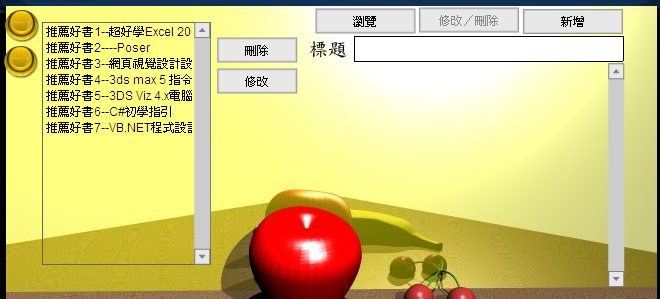 瀏覽
修改／刪除
新增
推薦好書1--超好學Excel 20
推薦好書2----Poser
推薦好書3--網頁視覺設計設
推薦好書4--3ds max 5 指令
推薦好書5--3DS Viz 4.x電腦
推薦好書6--C#初學指引
推薦好書7--VB.NET程式設計
刪除
修改
標題